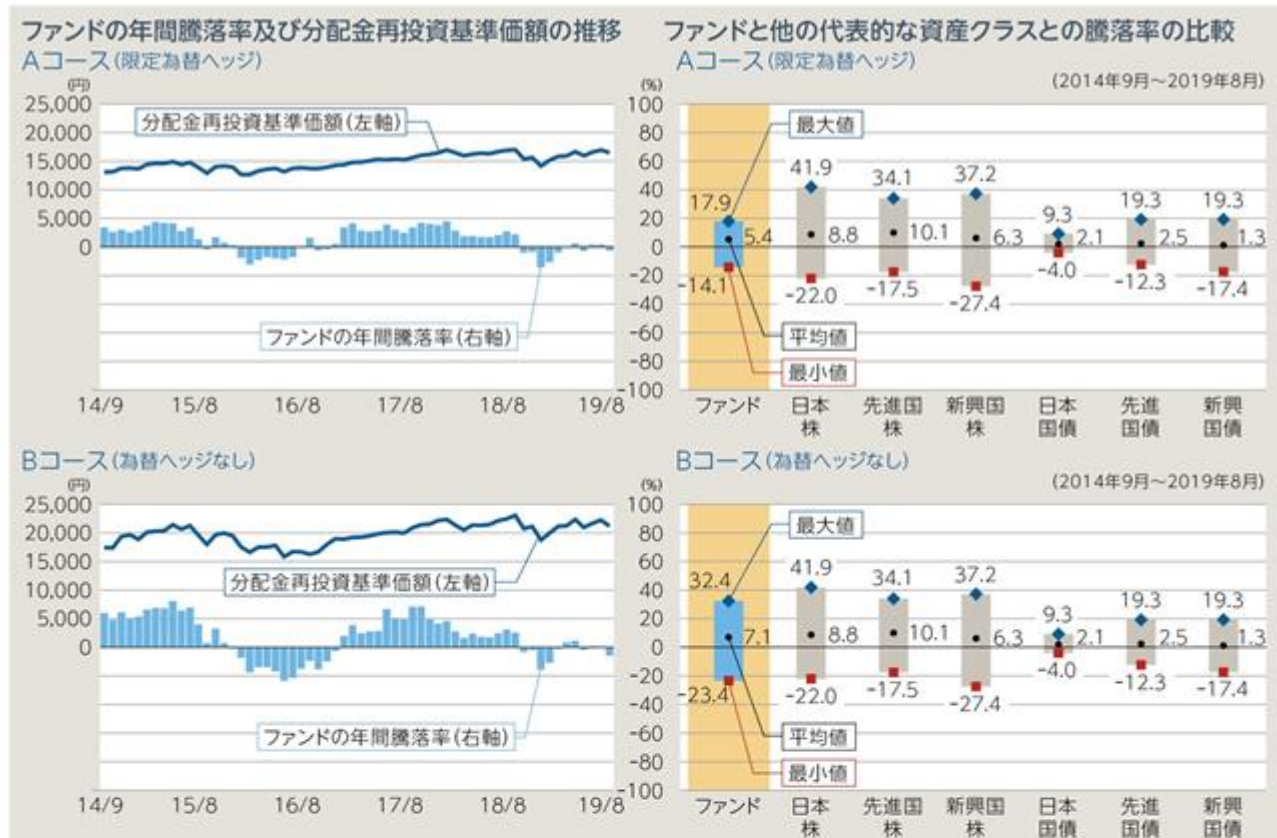 ファンドの年間騰落率及び分配金再投資基準価額の推移
Aコース(限定為替ヘッジ)
(円)
25,000
20,000
15,000
10,000
5,000
0
分配金再投資基準価額(左軸)
ファンドの年間騰落率(右軸)
14/9 15/8 16/8 17/8 18/8 19/8
ファンドと他の代表的な資産クラスとの騰落率の比較
Aコース(限定為替ヘッジ)
(2014年9月~2019年8月)
(%)
100
80
60
40
20
0
-20
-40
-60
-80
-100
最大値
平均値
最小値
17.9 41.9 34.1 37.2 9.3 19.3 19.3
5.4 8.8 10.1 6.3 2.1 2.5 1.3
-14.1 -22.0 -17.5 -27.4 -4.0 -12.3 -17.4
ファンド 日本株 先進国株 新興国株 日本国債 先進国債 新興国債
Bコース(為替ヘッジなし)
(円)
25,000
20,000
15,000
10,000
5,000
0
分配金再投資基準価額(左軸)
ファンドの年間騰落率(右軸)
14/9 15/8 16/8 17/8 18/8 19/8
Bコース(為替ヘッジなし)
(2014年9月~2019年8月)
(%)
100
80
60
40
20
0
-20
-40
-60
-80
-100
最大値
平均値
最小値
32.4 41.9 34.1 37.2 9.3 19.3 19.3
7.1 8.8 10.1 6.3 2.1 2.5 1.3
-23.4 -22.0 -17.5 -27.4 -4.0 -12.3 -17.4
ファンド 日本株 先進国株 新興国株 日本国債 先進国債 新興国債